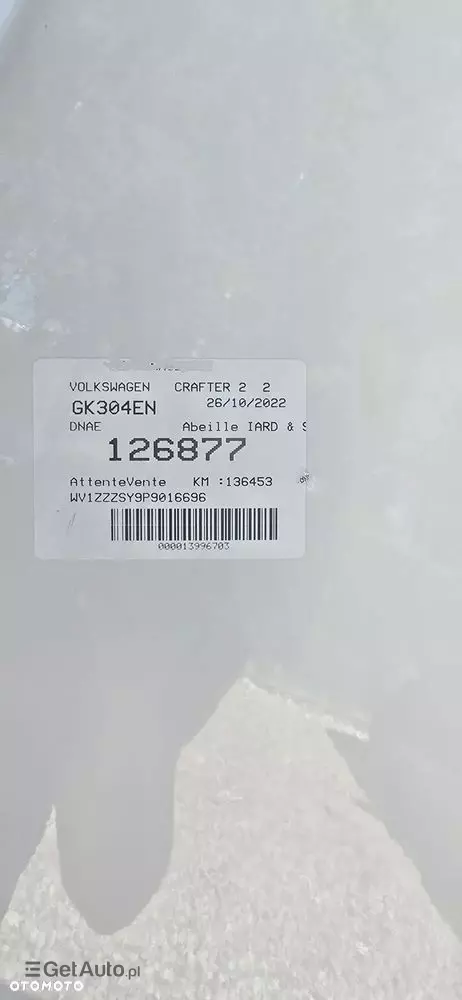 VOLKSWAGEN CRAFTER 2 2
GK304EN 26/10/2022
DNAE Abeille IARD & S
126877
AttenteVente KM :136453
WV1ZZZSY9P9016696
000013996703
GetAuto.pl
OTOMOTO